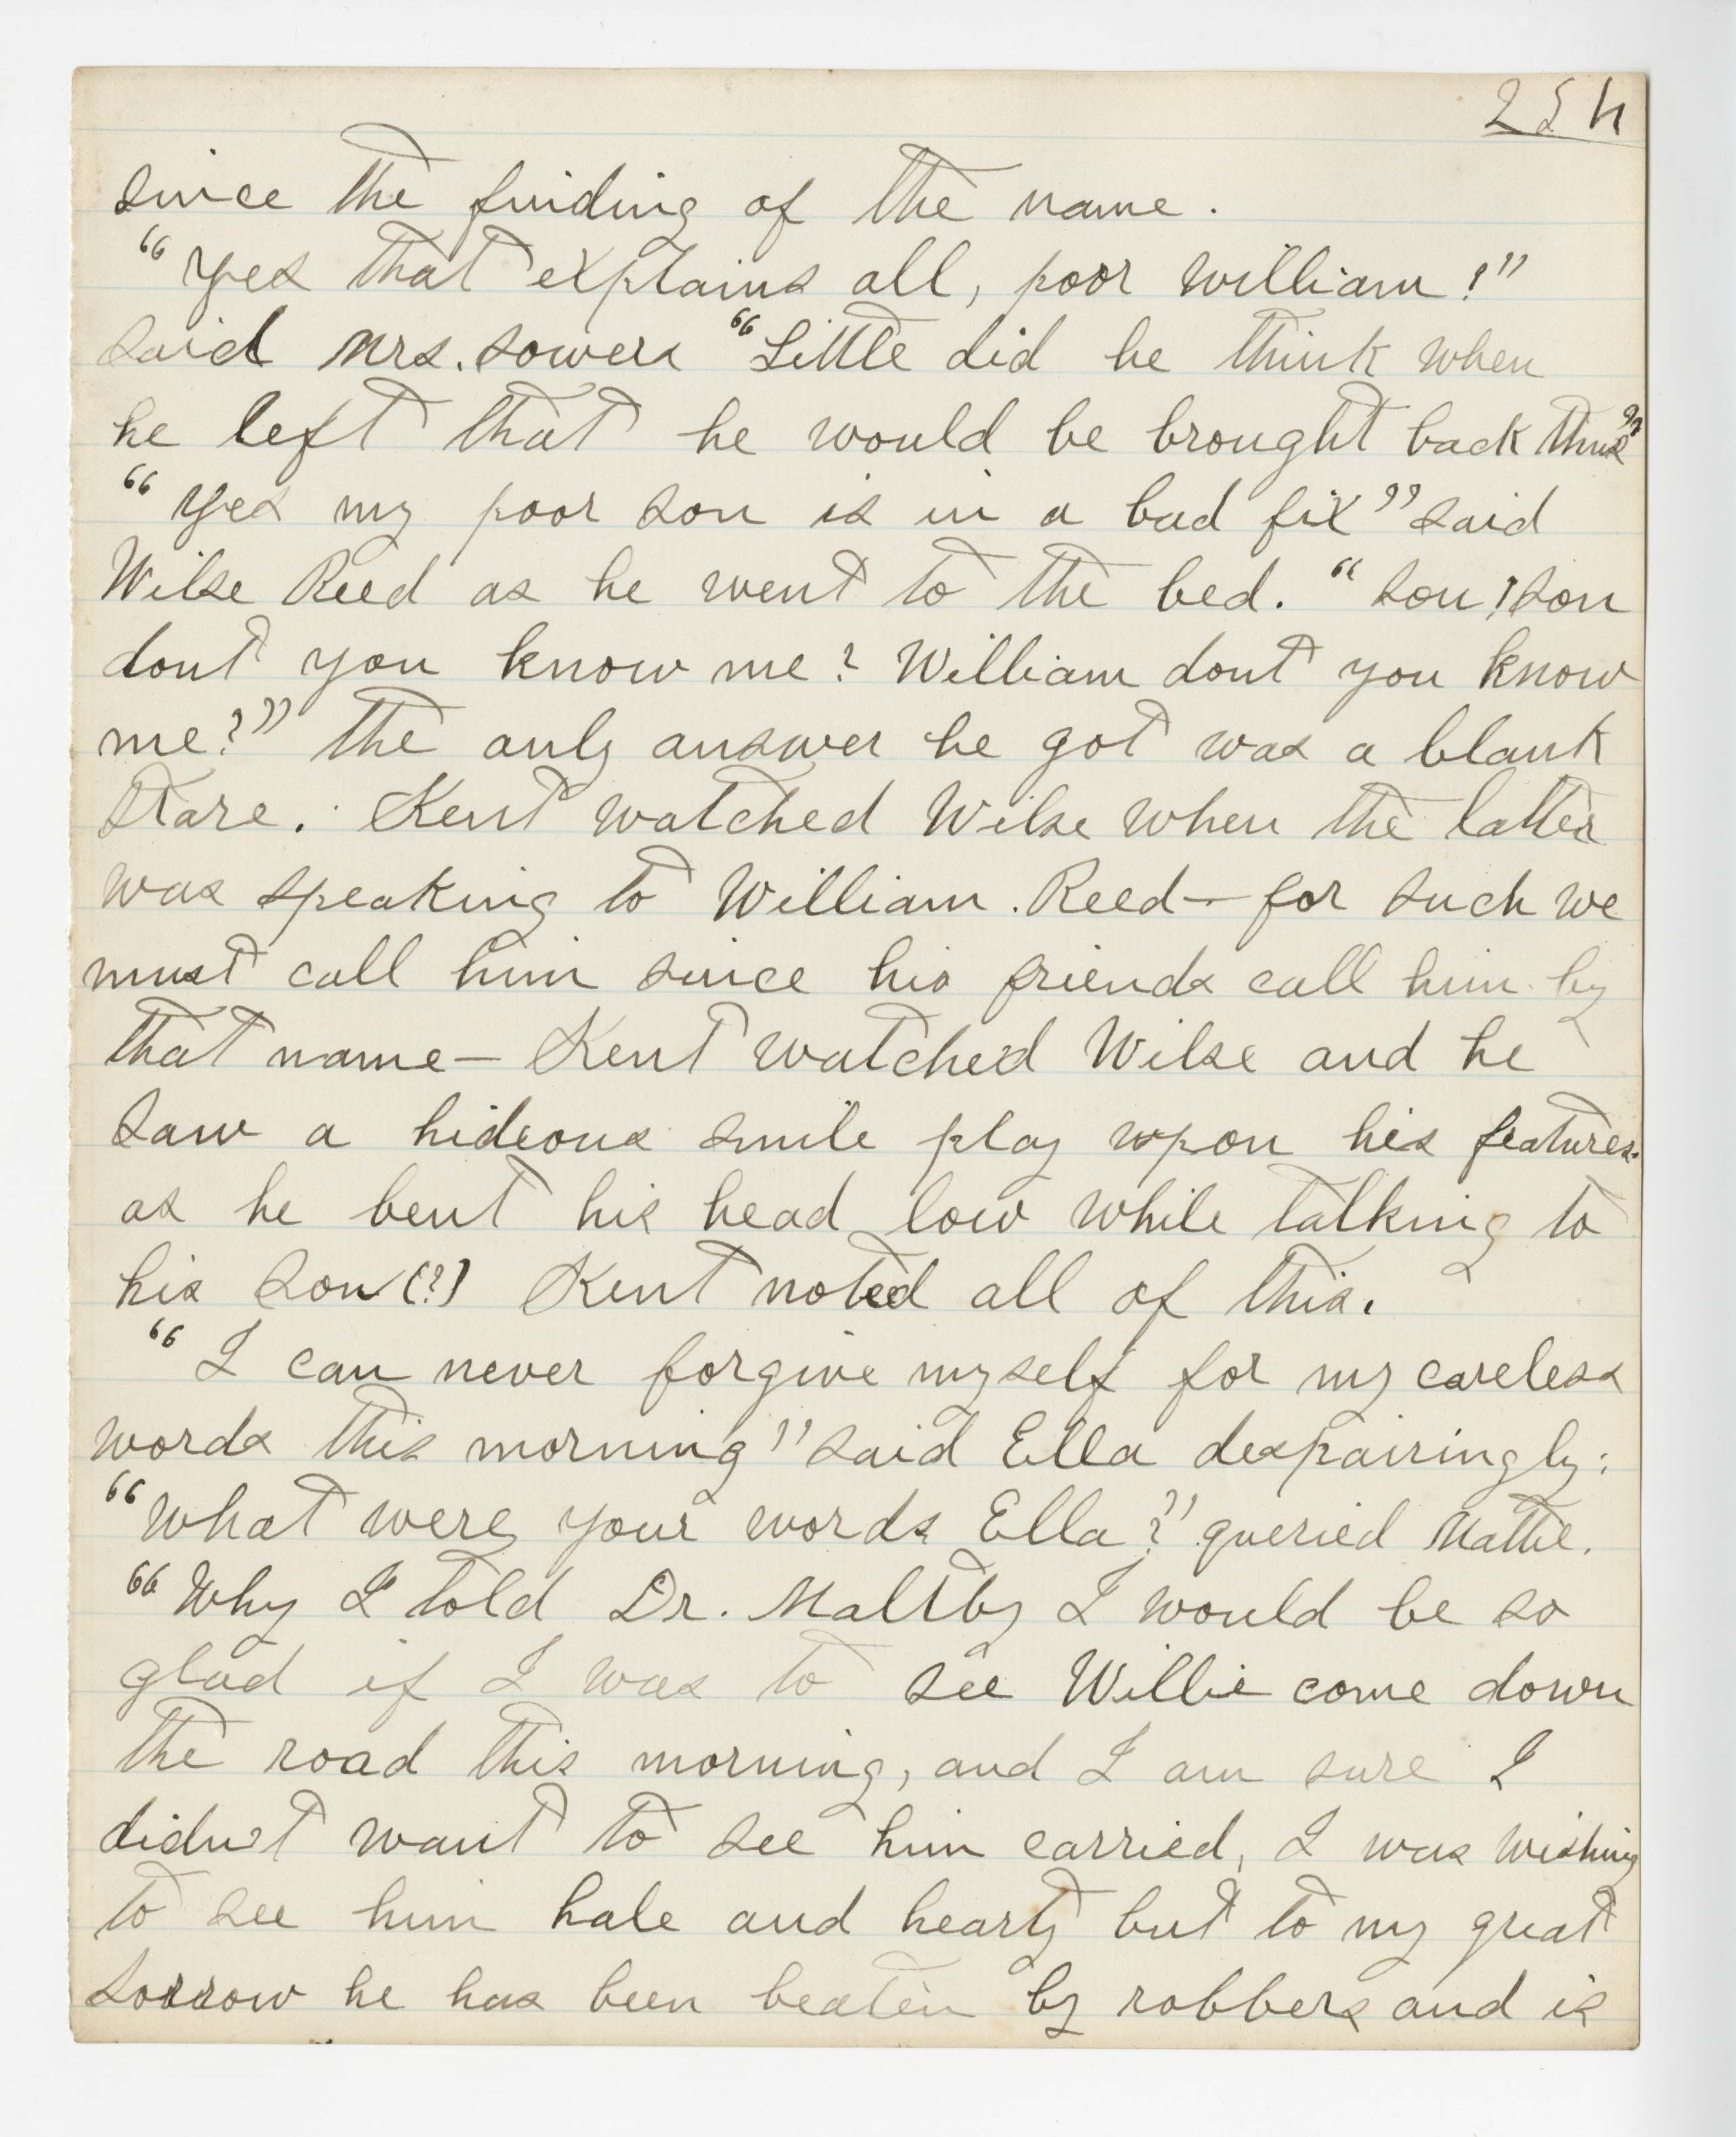 254
since the finding of the name.
"Yes that explains all, poor William!"
said Mrs. Sowers "Little did he think when
he left that he would be brought back thus"
"Yes my poor son is in a bad fix" said
Wilse Reed as he went to the bed. "Son! Son
dont you know me? William dont you know
me?" The only answer he got was a blank
stare. Kent watched Wilse when the latter
was speaking to William Reed— for such we
must call him since his friends call him by
that name— Kent watched Wilse and he
saw a hideous smile play upon his features.
as he bent his head low while talking to
his son(?) Kent noted all of this.
"I can never forgive myself for my careless
words this morning" said Ella despairingly.
"What were your words Ella?" queried Mattie.
"Why I told Dr. Maltby I would be so
glad if I was to see Willie come down
the road this morning, and I am sure I
didn't want to see him carried, I was wishing
to see him hale and hearty but to my great
sorrow he has been beaten by robbers and is